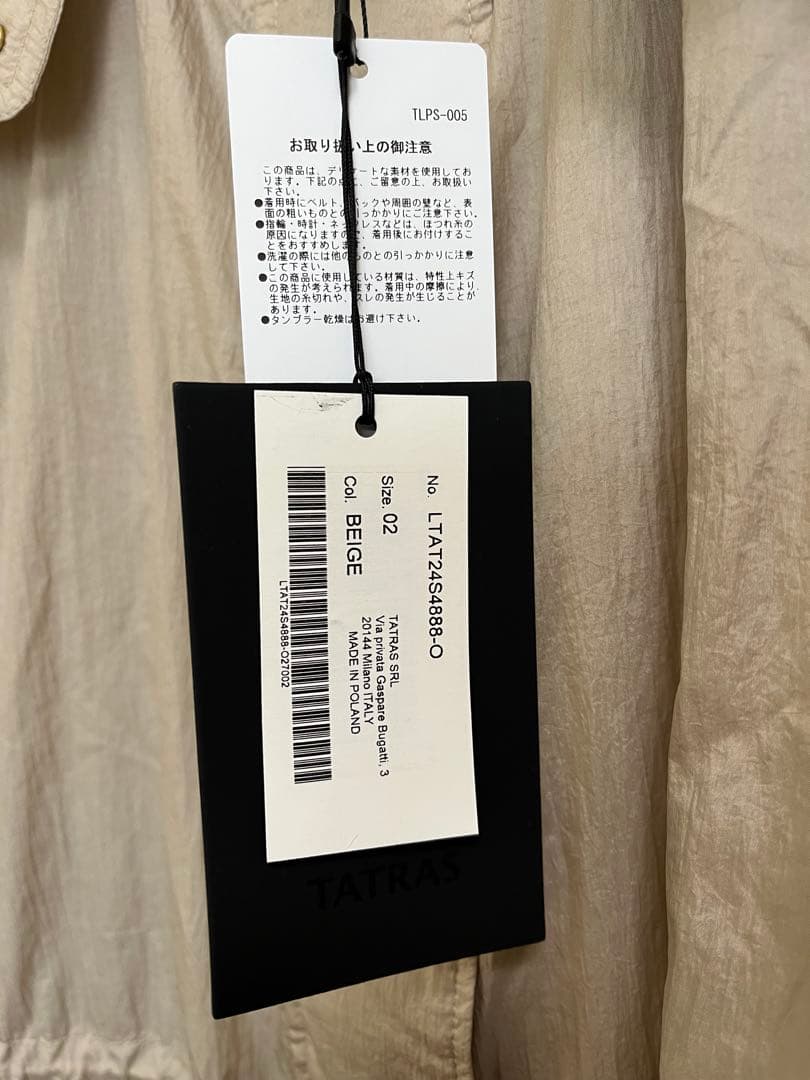 TLPS-005
お取り扱い上の御注意
この商品は、デリケートな素材を使用してお
ります。下記の点に、ご留意の上、お取扱い
下さい。
●着用時にベルト、バックや周囲の壁など、表
面の粗いものとの引っかかりにご注意下さい。
●指輪・時計・ネックレスなどは、ほつれ糸の
原因になりますので、着用後にお付けするこ
とをおすすめします。
●洗濯の際には他のものとの引っかかりに注意
して下さい。
●この商品に使用している材質は、特性上キズ
の発生が考えられます。着用中の摩擦により、
生地の糸切れや、スレの発生が生じることが
あります。
●タンブラー乾燥はお避け下さい。
No. LTAT24S4888-O
Size. 02
Col. BEIGE
TATRAS SRL
Via privata Gaspare Bugatti, 3
20144 Milano ITALY
MADE IN POLAND
LTAT24S4888-O27002
TATRAS